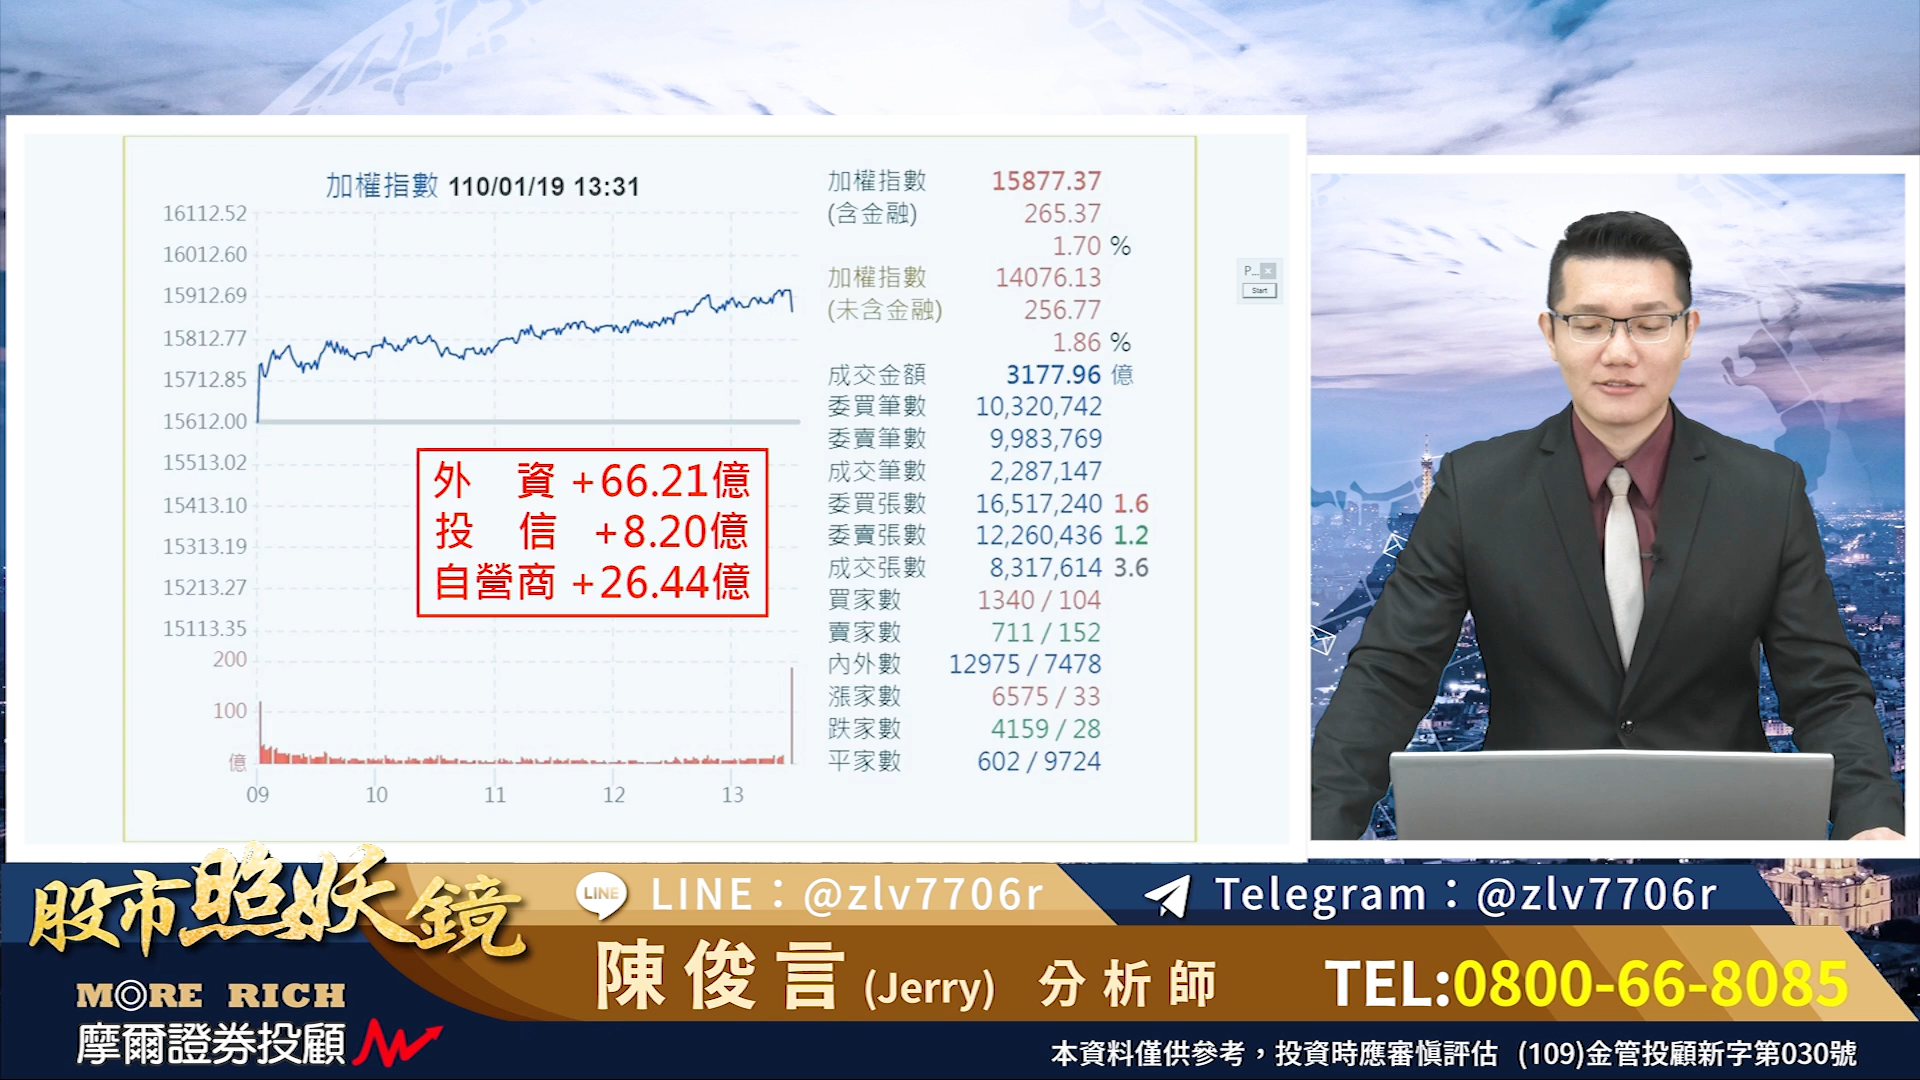 加權指數 110/01/19 13:31
16112.52
16012.60
15912.69
15812.77
15712.85
15612.00
15513.02
15413.10
15313.19
15213.27
15113.35
200
100
億
09 10 11 12 13
外 資 +66.21億
投 信 +8.20億
自營商 +26.44億
加權指數 15877.37
(含金融) 265.37
1.70 %
加權指數 14076.13
(未含金融) 256.77
1.86 %
成交金額 3177.96 億
委買筆數 10,320,742
委賣筆數 9,983,769
成交筆數 2,287,147
委買張數 16,517,240 1.6
委賣張數 12,260,436 1.2
成交張數 8,317,614 3.6
買家數 1340 / 104
賣家數 711 / 152
內外數 12975 / 7478
漲家數 6575 / 33
跌家數 4159 / 28
平家數 602 / 9724
P... ×
Start
股市照妖鏡
MORE RICH
摩爾證券投顧
LINE LINE：@zlv7706r Telegram：@zlv7706r
陳俊言 (Jerry) 分析師 TEL:0800-66-8085
本資料僅供參考，投資時應審慎評估 (109)金管投顧新字第030號